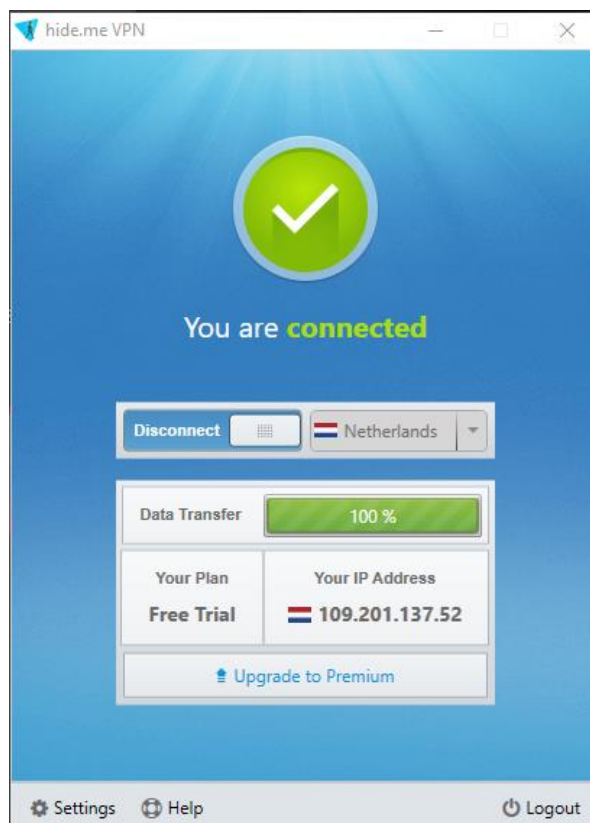 hide.me VPN
You are connected
Disconnect
Netherlands
Data Transfer
100 %
Your Plan
Your IP Address
Free Trial
109.201.137.52
Upgrade to Premium
Settings
Help
Logout